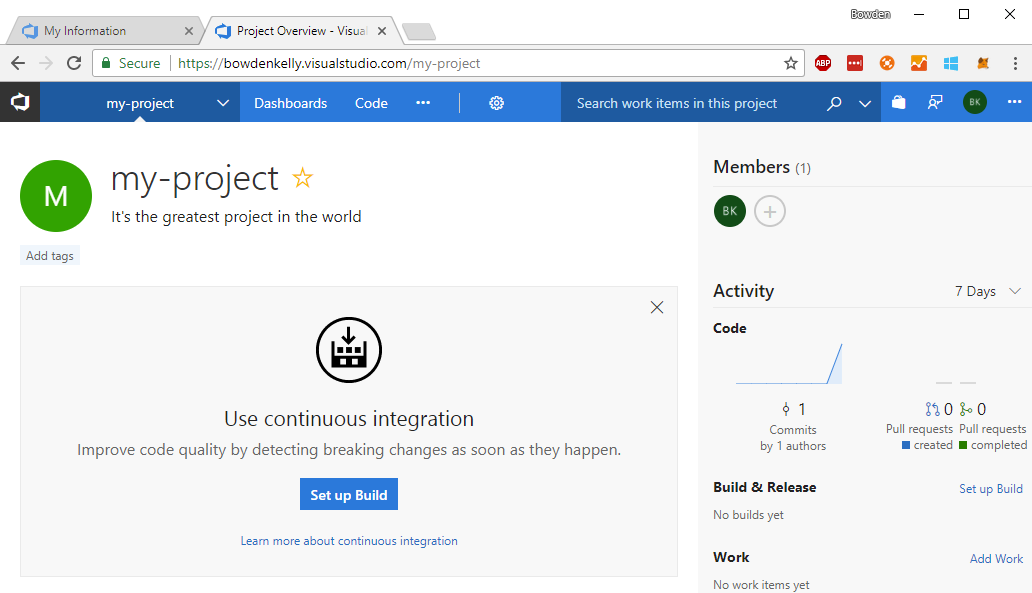 Bowden
My Information
Project Overview - Visual
Secure
https://bowdenkelly.visualstudio.com/my-project
ABP
my-project
Dashboards
Code
Search work items in this project
BK
M
my-project
It's the greatest project in the world
Add tags
Use continuous integration
Improve code quality by detecting breaking changes as soon as they happen.
Set up Build
Learn more about continuous integration
Members (1)
BK
Activity
7 Days
Code
1
Commits
by 1 authors
0
Pull requests
created
0
Pull requests
completed
Build & Release
Set up Build
No builds yet
Work
Add Work
No work items yet